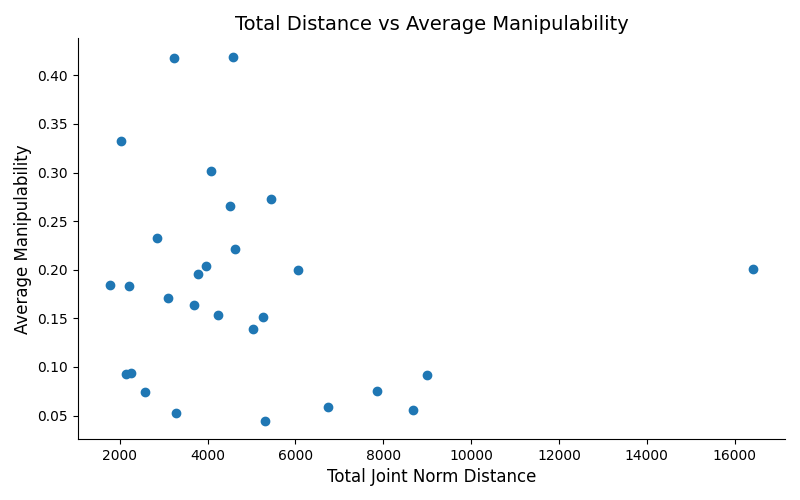 Total Distance vs Average Manipulability
0.40
0.35
0.30
0.25
0.20
0.15
0.10
0.05
Average Manipulability
2000 4000 6000 8000 10000 12000 14000 16000
Total Joint Norm Distance